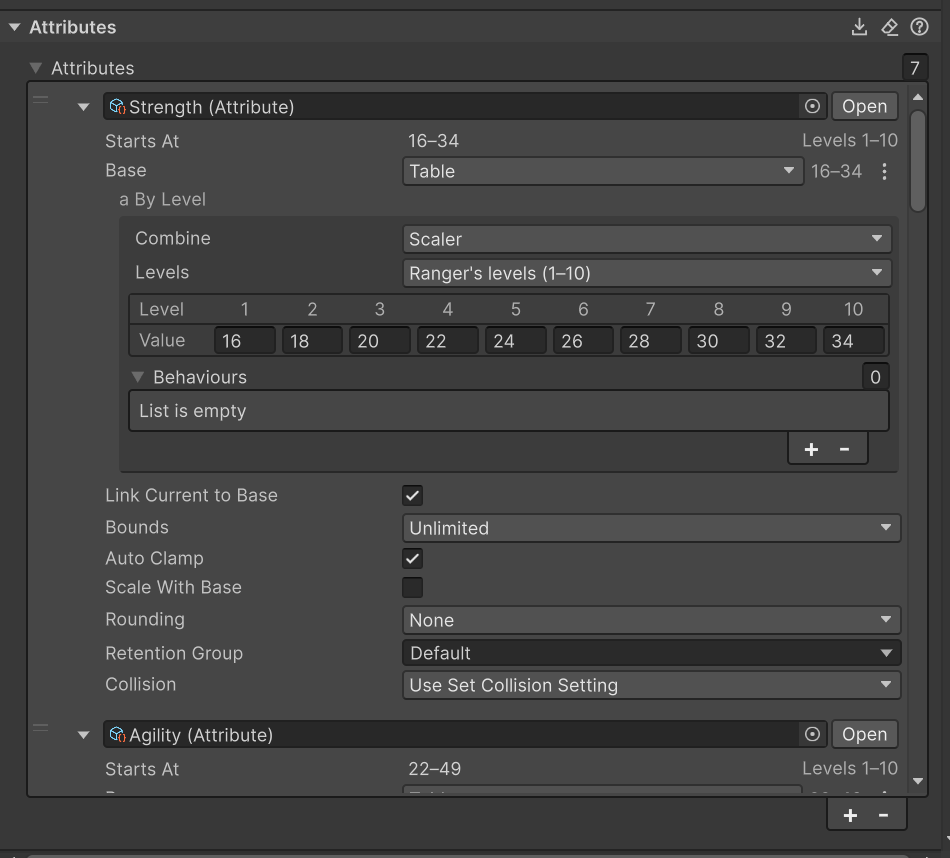 Attributes
Attributes 7
Strength (Attribute) Open
Starts At 16–34 Levels 1–10
Base Table 16–34
a By Level
Combine Scaler
Levels Ranger's levels (1–10)
Level 1 2 3 4 5 6 7 8 9 10
Value 16 18 20 22 24 26 28 30 32 34
Behaviours 0
List is empty
+ -
Link Current to Base
Bounds Unlimited
Auto Clamp
Scale With Base
Rounding None
Retention Group Default
Collision Use Set Collision Setting
Agility (Attribute) Open
Starts At 22–49 Levels 1–10
+ -